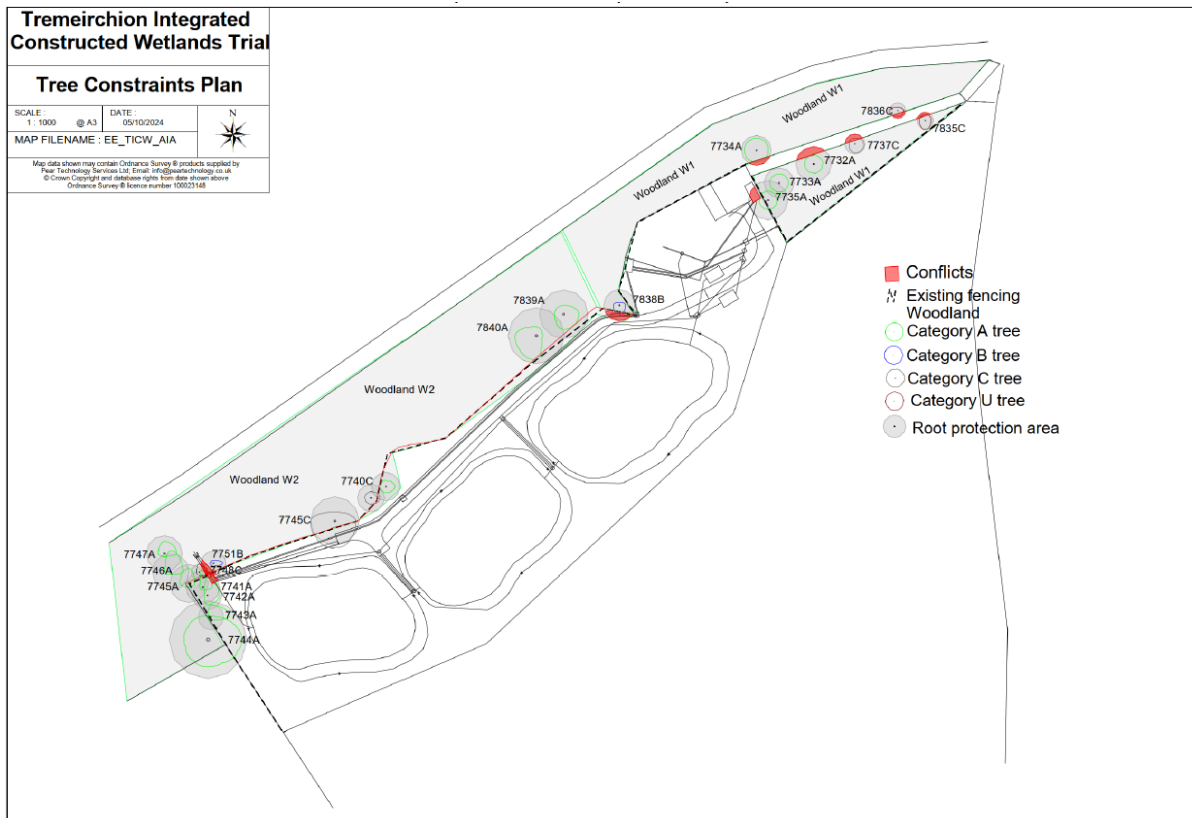 Tremeirchion Integrated
Constructed Wetlands Trial
Tree Constraints Plan
SCALE :
1 : 1000 @ A3
DATE :
05/10/2024
N
MAP FILENAME : EE_TICW_AIA
Map data shown may contain Ordnance Survey ® products supplied by
Pear Technology Services Ltd; Email: info@peartechnology.co.uk
© Crown Copyright and database rights from date shown above
Ordnance Survey ® licence number 100023148
Woodland W1
7836C
7835C
7734A
7737C
7732A
Woodland W1
7733A
Woodland W1
7735A
7839A
7838B
7840A
Conflicts
Existing fencing
Woodland
Category A tree
Category B tree
Category C tree
Category U tree
Root protection area
Woodland W2
Woodland W2
7740C
7745C
7747A
7751B
7746A
7748C
7745A
7741A
7742A
7743A
7744A